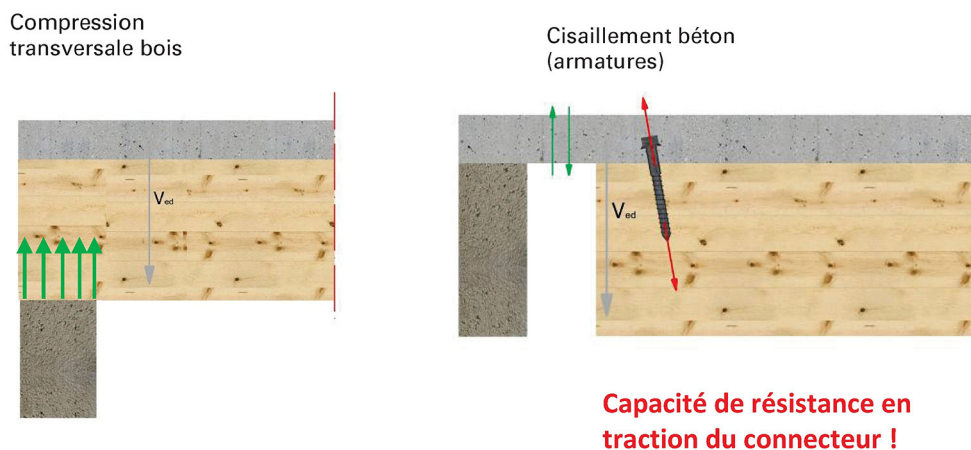 Compression
transversale bois
Cisaillement béton
(armatures)
Ved
Ved
Capacité de résistance en
traction du connecteur !